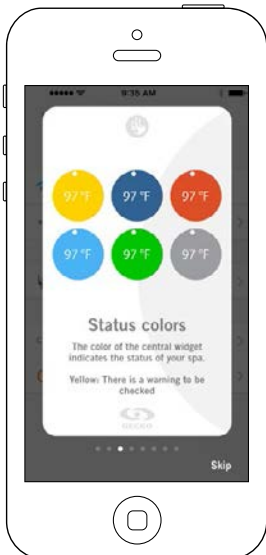 9:35 AM
97 °F 97 °F 97 °F
97 °F 97 °F 97 °F
Status colors
The color of the central widget
indicates the status of your spa.
Yellow: There is a warning to be
checked
GECKO
Skip